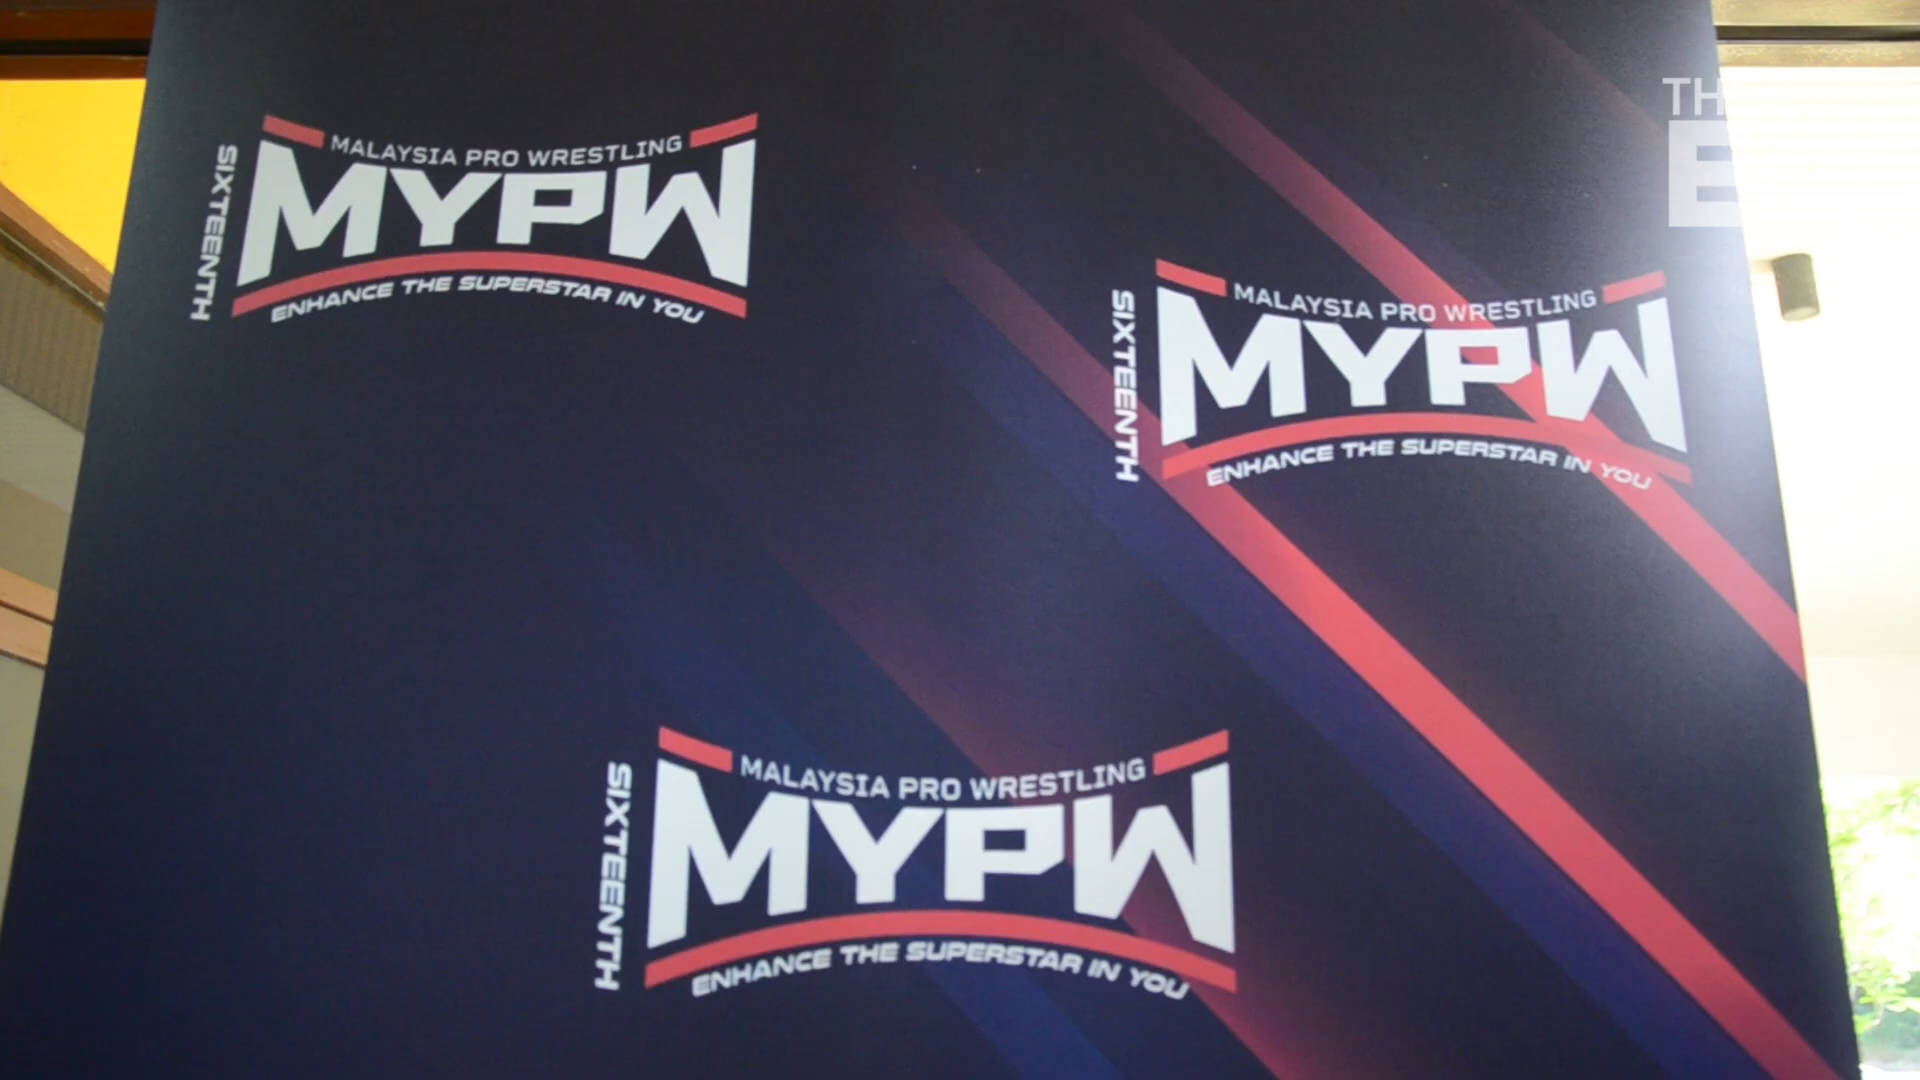 MALAYSIA PRO WRESTLING
SIXTEENTH
MYPW
ENHANCE THE SUPERSTAR IN YOU
MALAYSIA PRO WRESTLING
SIXTEENTH
MYPW
ENHANCE THE SUPERSTAR IN YOU
MALAYSIA PRO WRESTLING
SIXTEENTH
MYPW
ENHANCE THE SUPERSTAR IN YOU